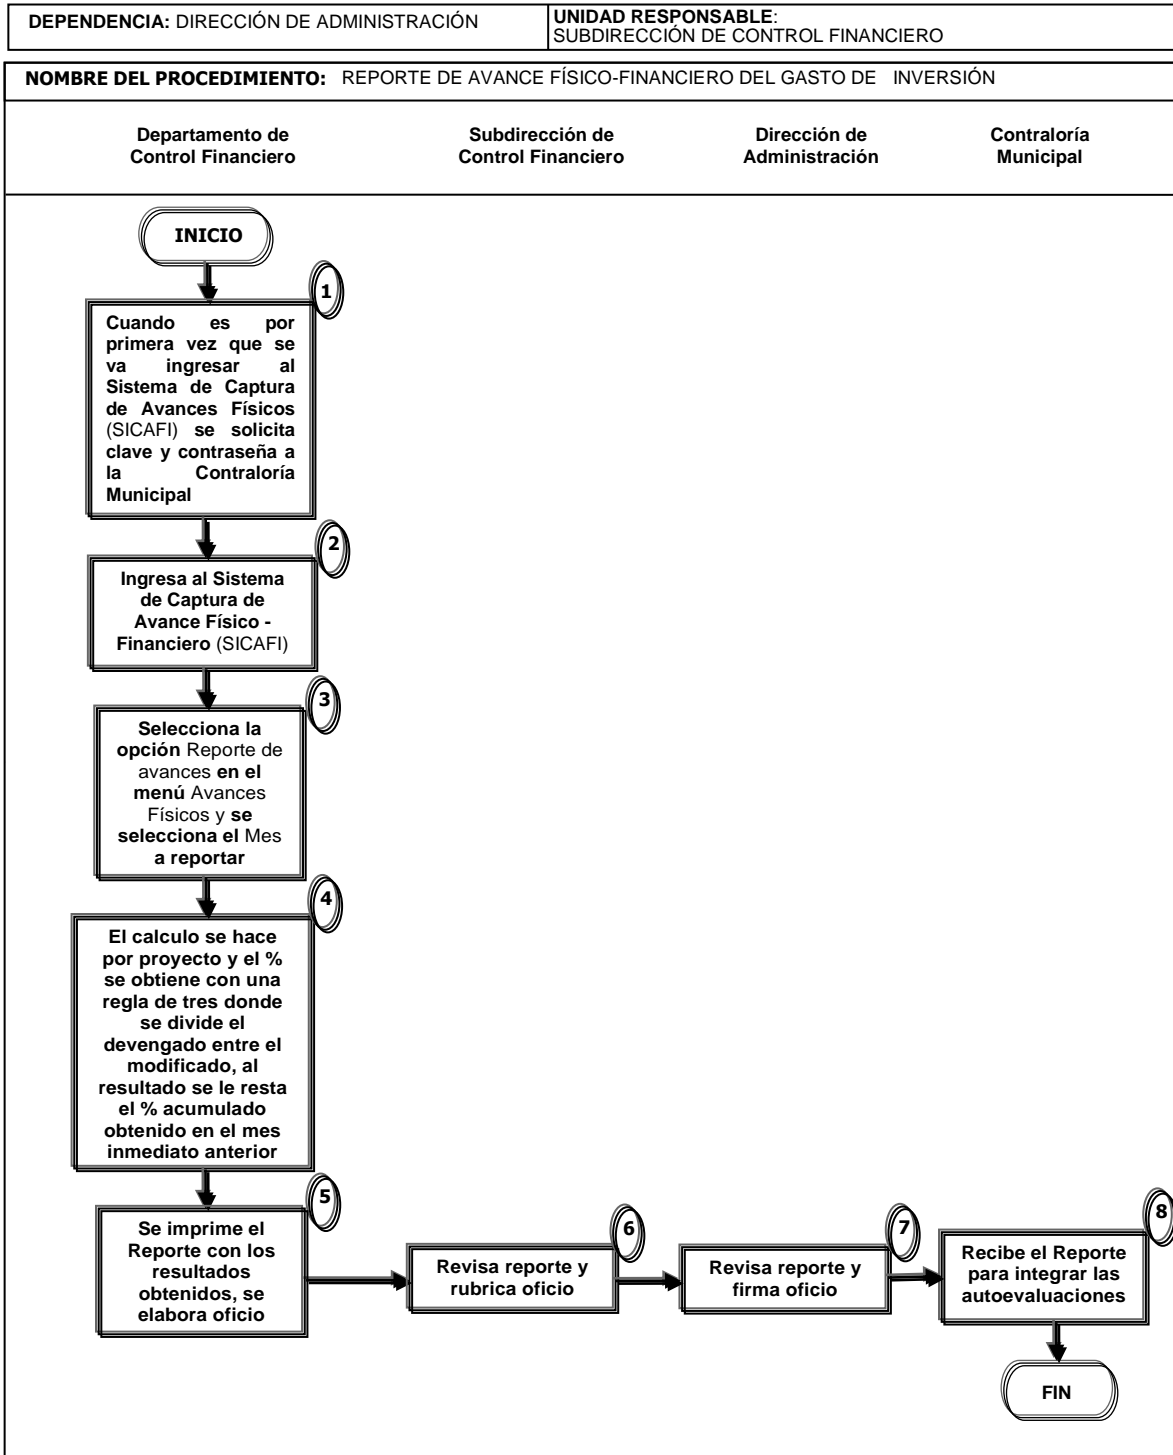 DEPENDENCIA: DIRECCIÓN DE ADMINISTRACIÓN
UNIDAD RESPONSABLE:
SUBDIRECCIÓN DE CONTROL FINANCIERO
NOMBRE DEL PROCEDIMIENTO: REPORTE DE AVANCE FÍSICO-FINANCIERO DEL GASTO DE INVERSIÓN
Departamento de
Control Financiero
Subdirección de
Control Financiero
Dirección de
Administración
Contraloría
Municipal
INICIO
1
Cuando es por
primera vez que se
va ingresar al
Sistema de Captura
de Avances Físicos
(SICAFI) se solicita
clave y contraseña a
la Contraloría
Municipal
2
Ingresa al Sistema
de Captura de
Avance Físico -
Financiero (SICAFI)
3
Selecciona la
opción Reporte de
avances en el
menú Avances
Físicos y se
selecciona el Mes
a reportar
4
El calculo se hace
por proyecto y el %
se obtiene con una
regla de tres donde
se divide el
devengado entre el
modificado, al
resultado se le resta
el % acumulado
obtenido en el mes
inmediato anterior
5
Se imprime el
Reporte con los
resultados
obtenidos, se
elabora oficio
6
Revisa reporte y
rubrica oficio
7
Revisa reporte y
firma oficio
8
Recibe el Reporte
para integrar las
autoevaluaciones
FIN